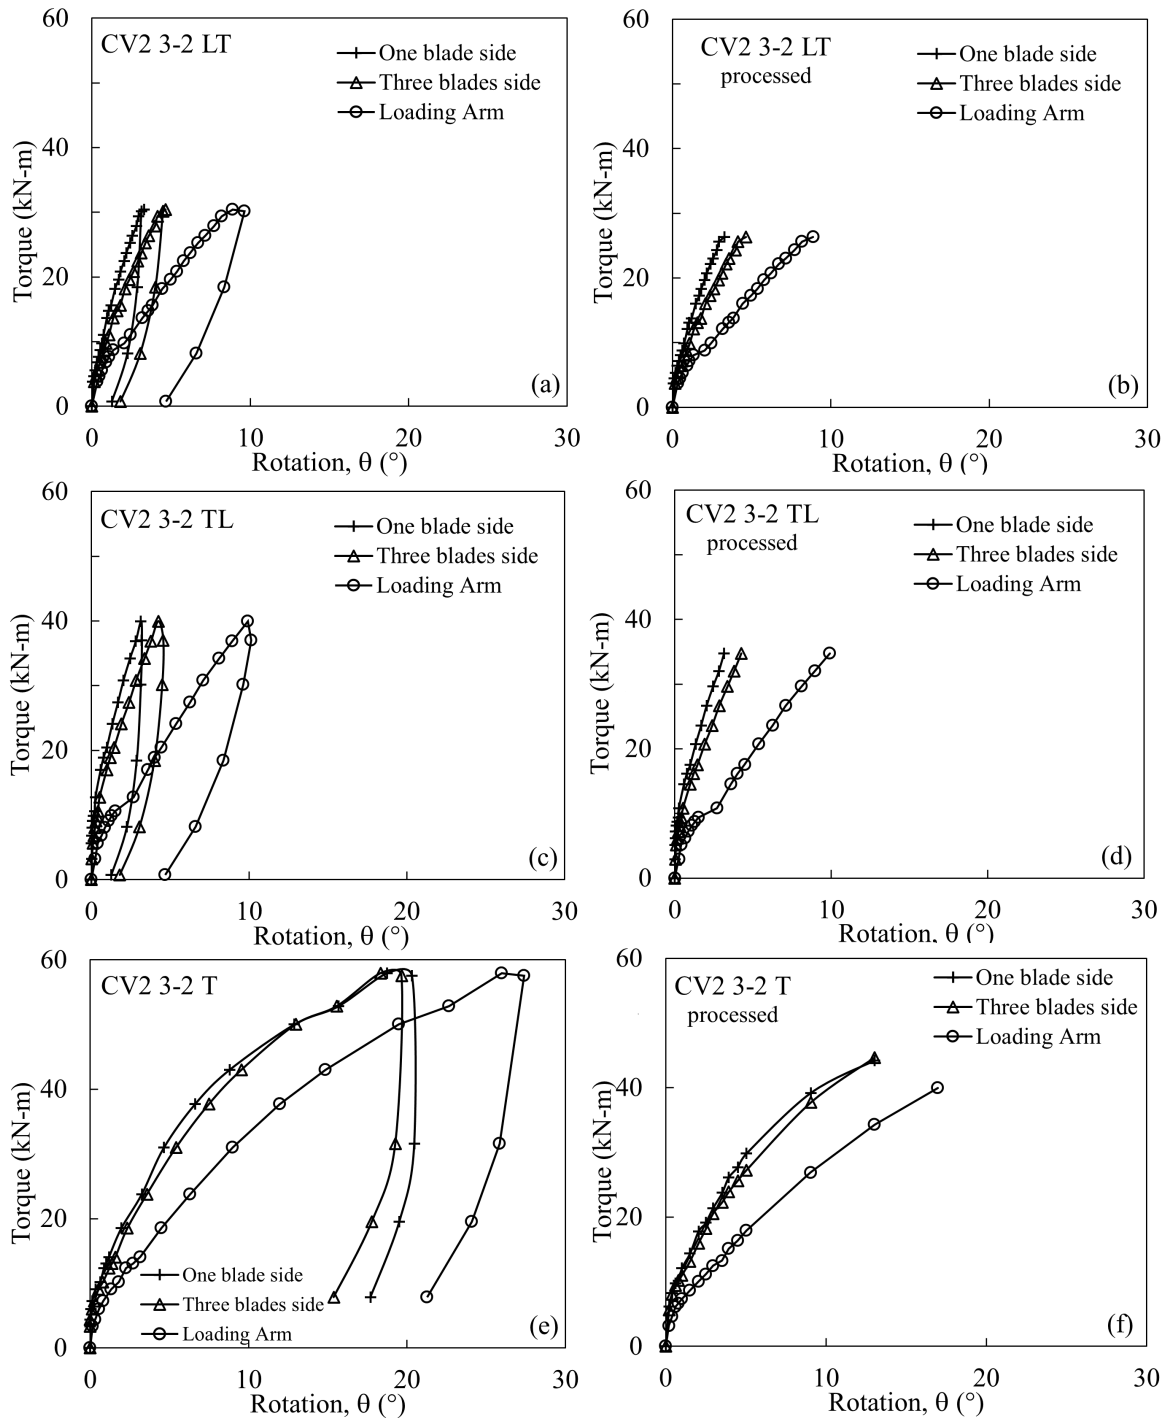 60
40
20
0
Torque (kN-m)
CV2 3-2 LT
One blade side
Three blades side
Loading Arm
(a)
0 10 20 30
Rotation, θ (°)
60
40
20
0
Torque (kN-m)
CV2 3-2 LT
processed
One blade side
Three blades side
Loading Arm
(b)
0 10 20 30
Rotation, θ (°)
60
40
20
0
Torque (kN-m)
CV2 3-2 TL
One blade side
Three blades side
Loading Arm
(c)
0 10 20 30
Rotation, θ (°)
60
40
20
0
Torque (kN-m)
CV2 3-2 TL
processed
One blade side
Three blades side
Loading Arm
(d)
0 10 20 30
Rotation, θ (°)
60
40
20
0
Torque (kN-m)
CV2 3-2 T
One blade side
Three blades side
Loading Arm
(e)
0 10 20 30
Rotation, θ (°)
60
40
20
0
Torque (kN-m)
CV2 3-2 T
processed
One blade side
Three blades side
Loading Arm
(f)
0 10 20 30
Rotation, θ (°)